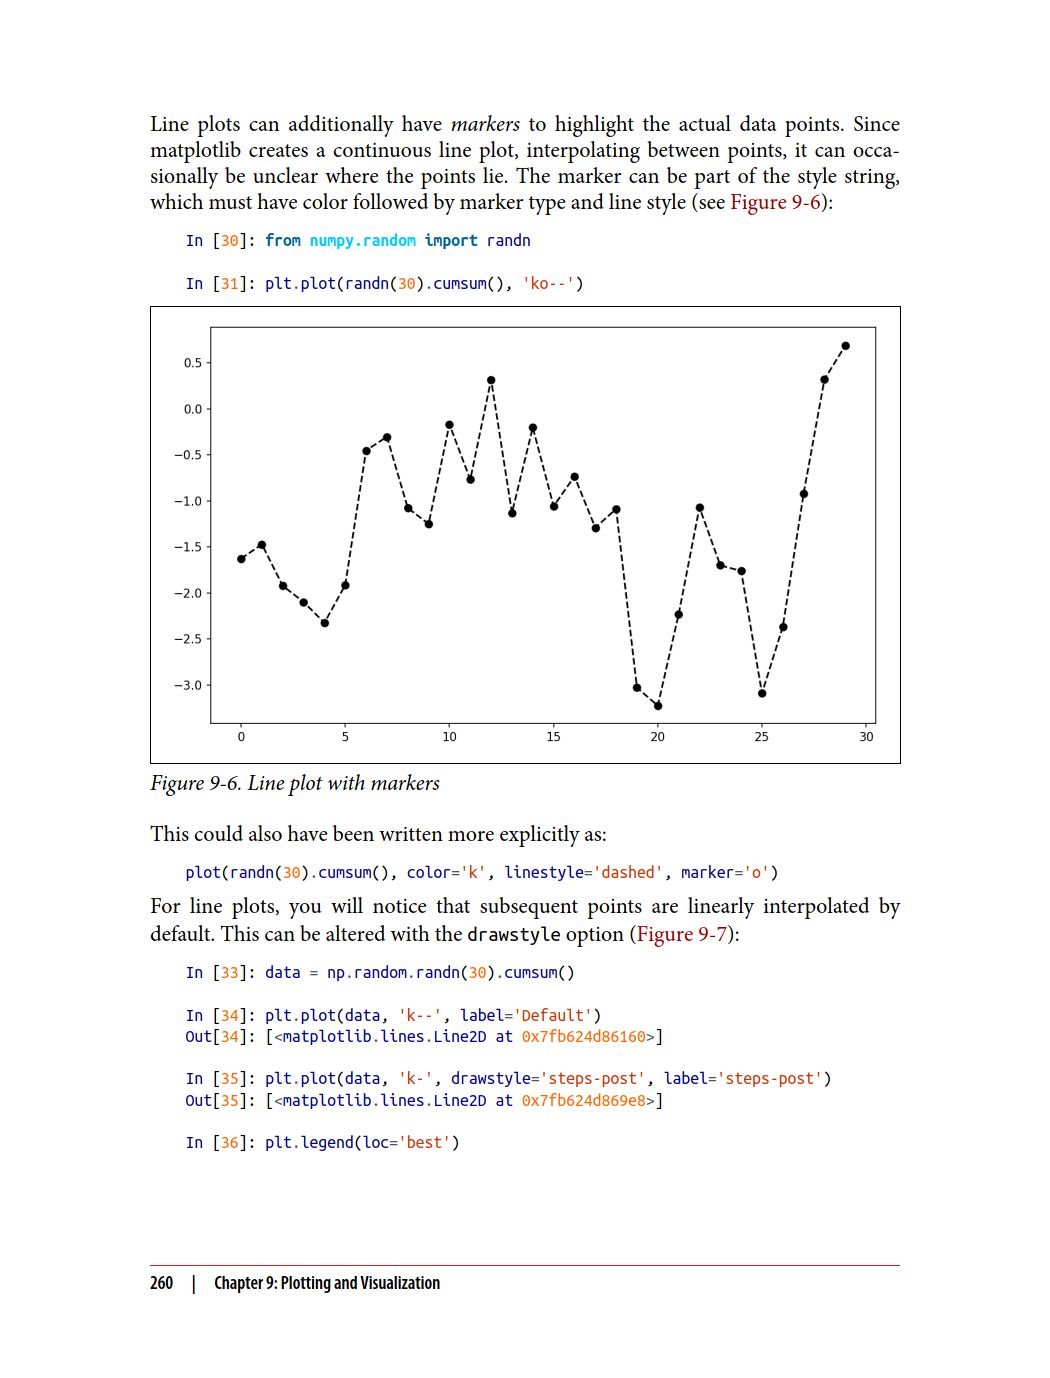 Line plots can additionally have markers to highlight the actual data points. Since
matplotlib creates a continuous line plot, interpolating between points, it can occa-
sionally be unclear where the points lie. The marker can be part of the style string,
which must have color followed by marker type and line style (see Figure 9-6):
In [30]: from numpy.random import randn
In [31]: plt.plot(randn(30).cumsum(), 'ko--')
0.5
0.0
−0.5
−1.0
−1.5
−2.0
−2.5
−3.0
0 5 10 15 20 25 30
Figure 9-6. Line plot with markers
This could also have been written more explicitly as:
plot(randn(30).cumsum(), color='k', linestyle='dashed', marker='o')
For line plots, you will notice that subsequent points are linearly interpolated by
default. This can be altered with the drawstyle option (Figure 9-7):
In [33]: data = np.random.randn(30).cumsum()
In [34]: plt.plot(data, 'k--', label='Default')
Out[34]: [<matplotlib.lines.Line2D at 0x7fb624d86160>]
In [35]: plt.plot(data, 'k-', drawstyle='steps-post', label='steps-post')
Out[35]: [<matplotlib.lines.Line2D at 0x7fb624d869e8>]
In [36]: plt.legend(loc='best')
260 | Chapter 9: Plotting and Visualization